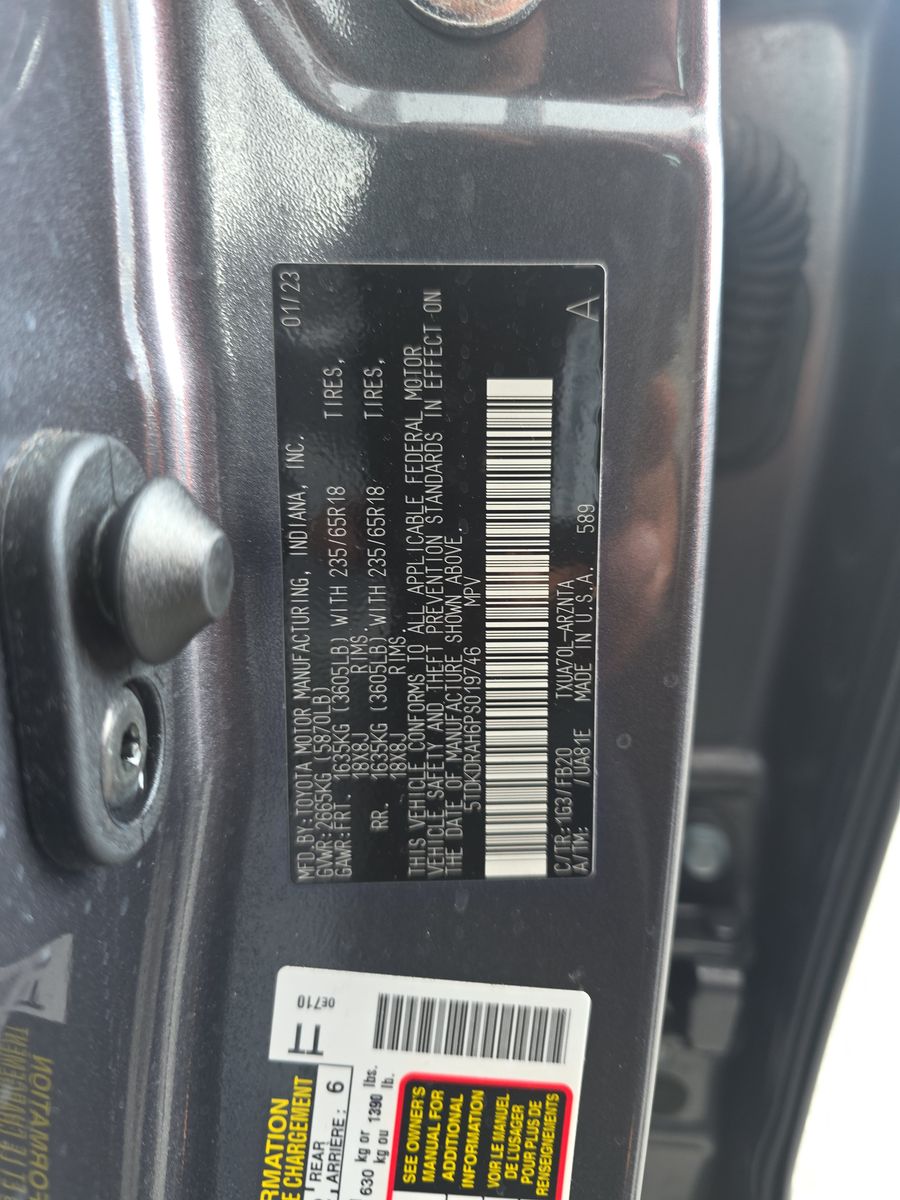 MFD.BY:TOYOTA MOTOR MANUFACTURING, INDIANA, INC. 01/23
GVWR:2665KG (5870LB)
GAWR:FRT. 1635KG (3605LB) WITH 235/65R18 TIRES,
18X8J RIMS
RR. 1635KG (3605LB) WITH 235/65R18 TIRES,
18X8J RIMS
THIS VEHICLE CONFORMS TO ALL APPLICABLE FEDERAL MOTOR
VEHICLE SAFETY AND THEFT PREVENTION STANDARDS IN EFFECT ON
THE DATE OF MANUFACTURE SHOWN ABOVE.
5TDKDRAH6PS019746 MPV
C/TR:1G3/FB20 TXUA70L-ARZNTA
A/TM: /UA81E MADE IN U.S.A. 589 A
0E710
RMATION
E CHARGEMENT
REAR
ARRIÈRE: 6
630 kg or 1390 lbs.
kg ou lb.
SEE OWNER'S
MANUAL FOR
ADDITIONAL
INFORMATION
VOIR LE MANUEL
DE L'USAGER
POUR PLUS DE
RENSEIGNEMENTS